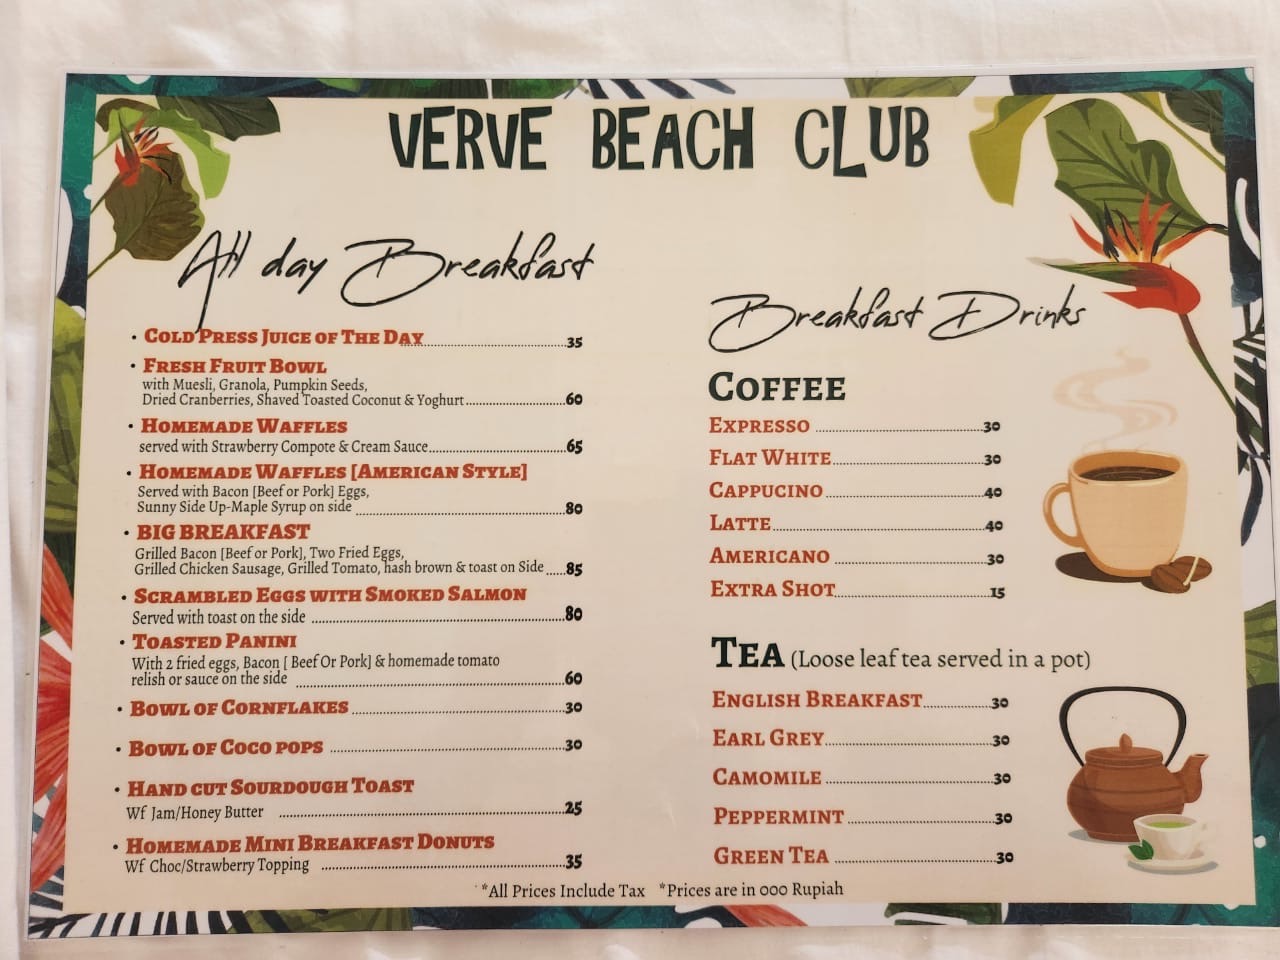 VERVE BEACH CLUB
All day Breakfast
• COLD PRESS JUICE OF THE DAY 35
• FRESH FRUIT BOWL
with Muesli, Granola, Pumpkin Seeds,
Dried Cranberries, Shaved Toasted Coconut & Yoghurt 60
• HOMEMADE WAFFLES
served with Strawberry Compote & Cream Sauce 65
• HOMEMADE WAFFLES [AMERICAN STYLE]
Served with Bacon [Beef or Pork] Eggs,
Sunny Side Up-Maple Syrup on side 80
• BIG BREAKFAST
Grilled Bacon [Beef or Pork], Two Fried Eggs,
Grilled Chicken Sausage, Grilled Tomato, hash brown & toast on Side 85
• SCRAMBLED EGGS WITH SMOKED SALMON
Served with toast on the side 80
• TOASTED PANINI
With 2 fried eggs, Bacon [ Beef Or Pork] & homemade tomato
relish or sauce on the side 60
• BOWL OF CORNFLAKES 30
• BOWL OF COCO POPS 30
• HAND CUT SOURDOUGH TOAST
Wf Jam/Honey Butter 25
• HOMEMADE MINI BREAKFAST DONUTS
Wf Choc/Strawberry Topping 35
Breakfast Drinks
COFFEE
EXPRESSO 30
FLAT WHITE 30
CAPPUCINO 40
LATTE 40
AMERICANO 30
EXTRA SHOT 15
TEA (Loose leaf tea served in a pot)
ENGLISH BREAKFAST 30
EARL GREY 30
CAMOMILE 30
PEPPERMINT 30
GREEN TEA 30
*All Prices Include Tax *Prices are in 000 Rupiah